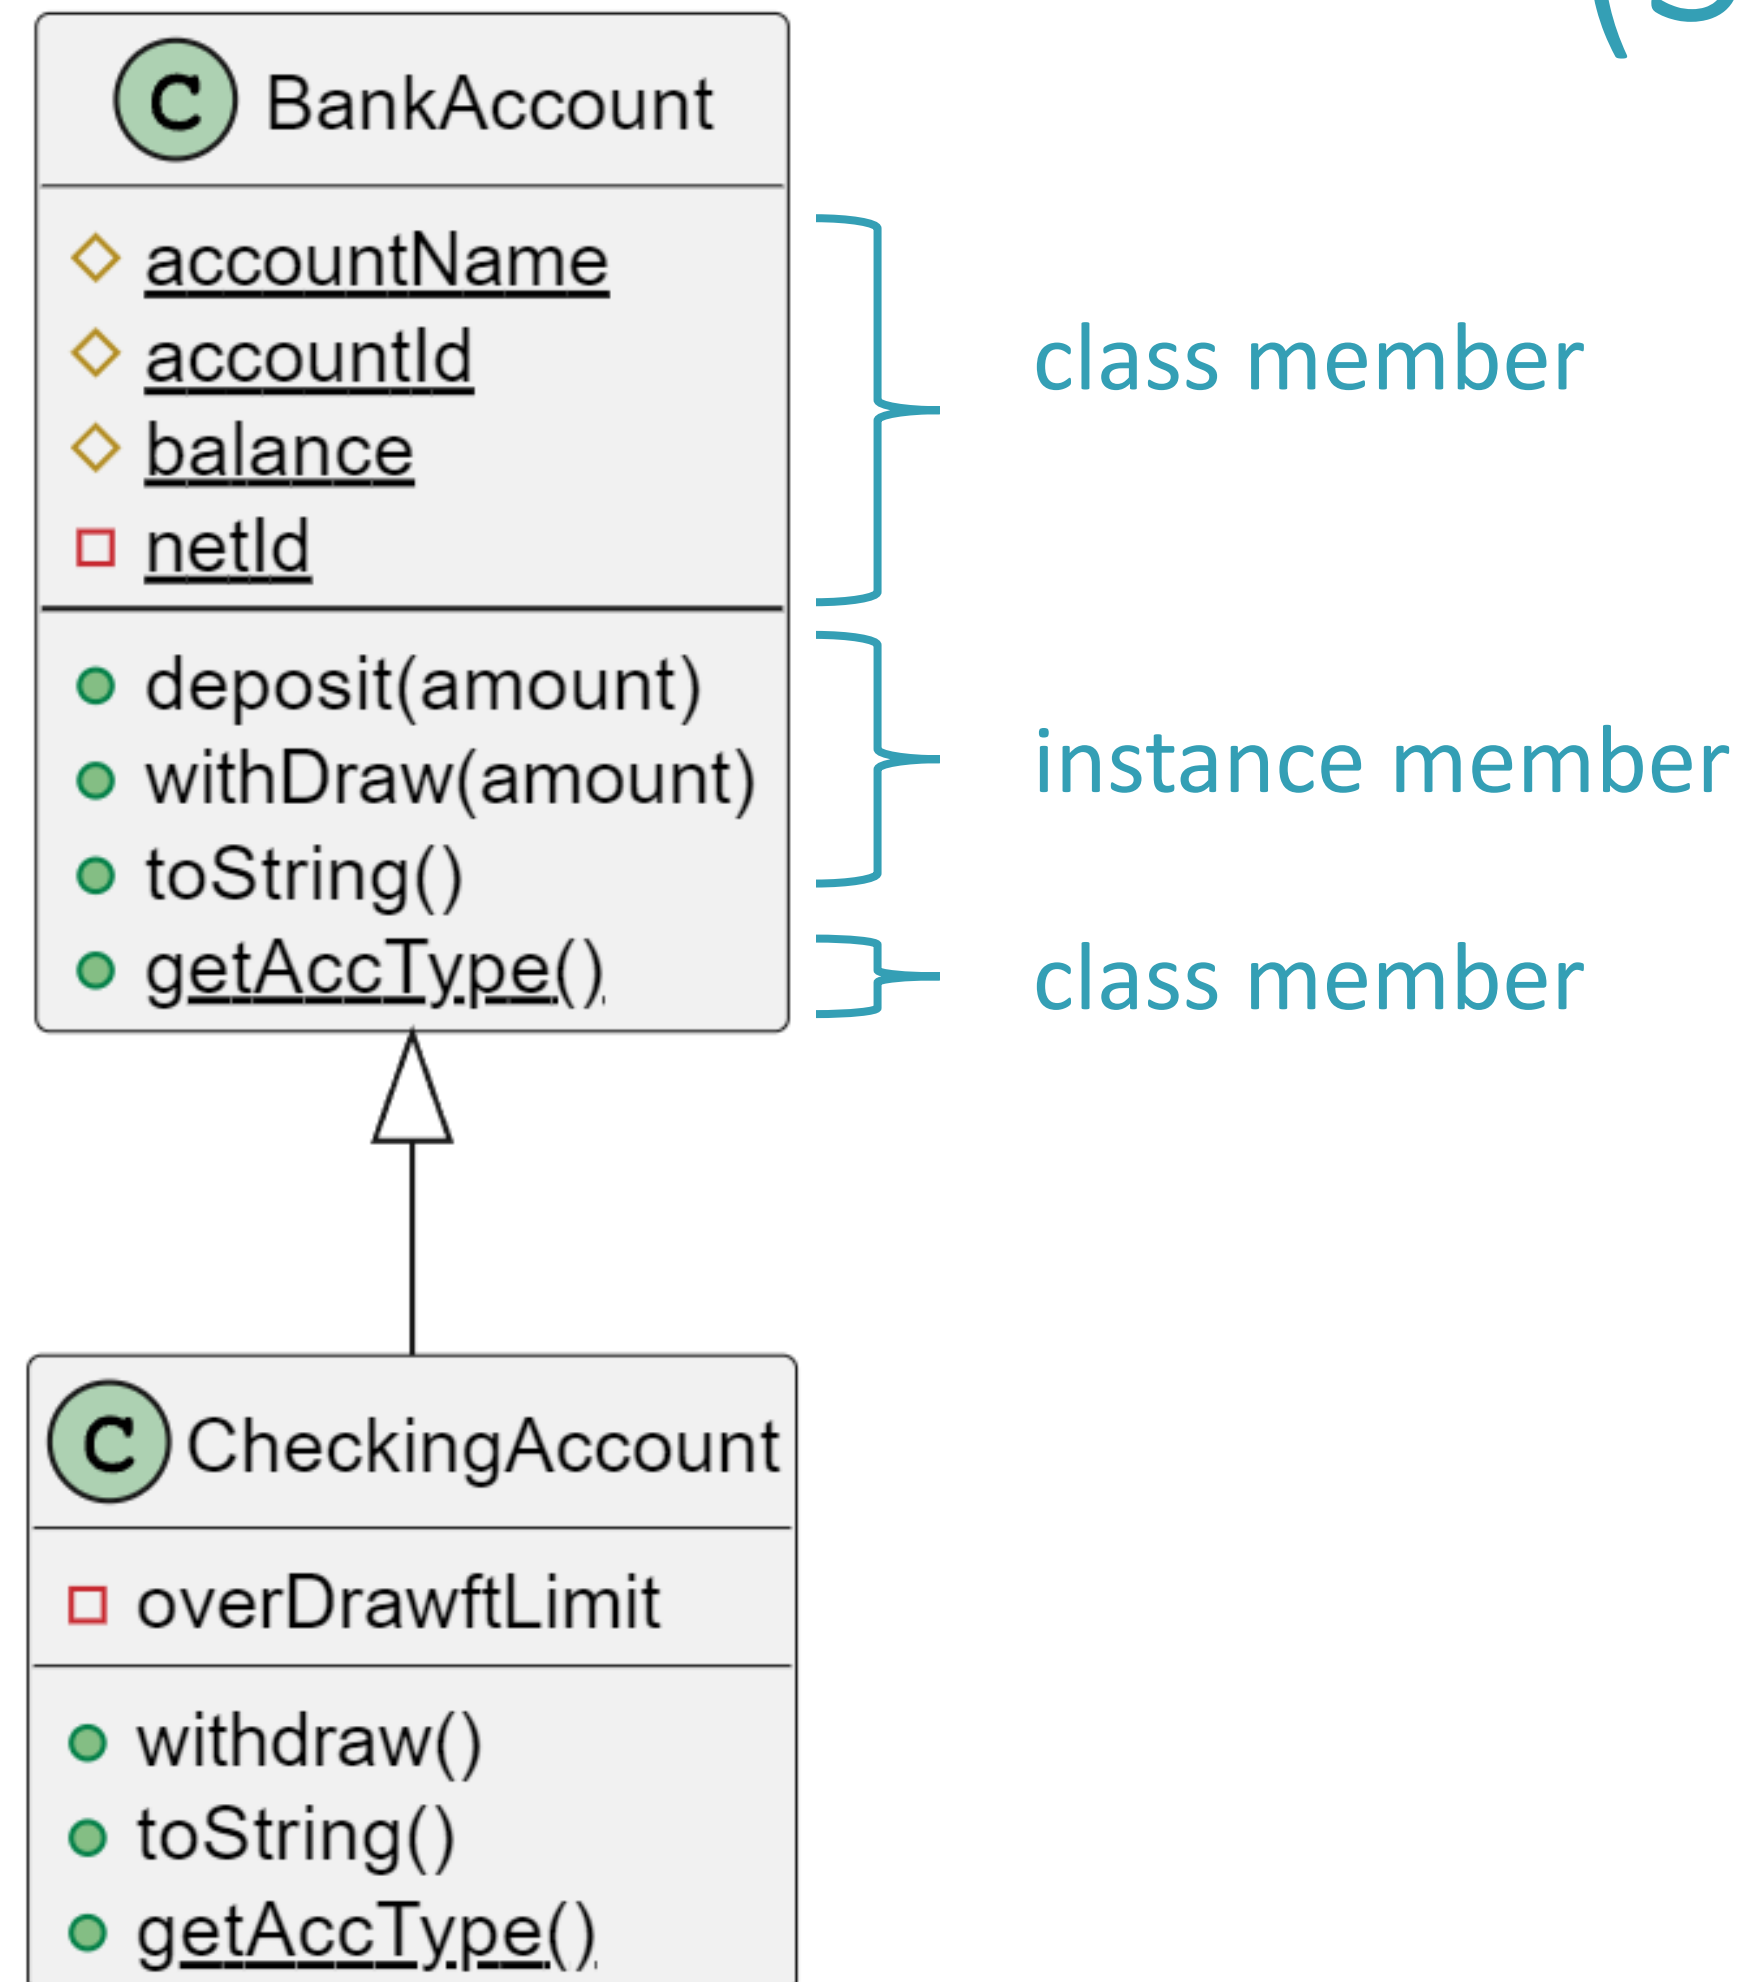 C BankAccount
accountName
accountId
balance
netId
class member
deposit(amount)
withDraw(amount)
toString()
instance member
getAccType()
class member
C CheckingAccount
overDrawftLimit
withdraw()
toString()
getAccType()